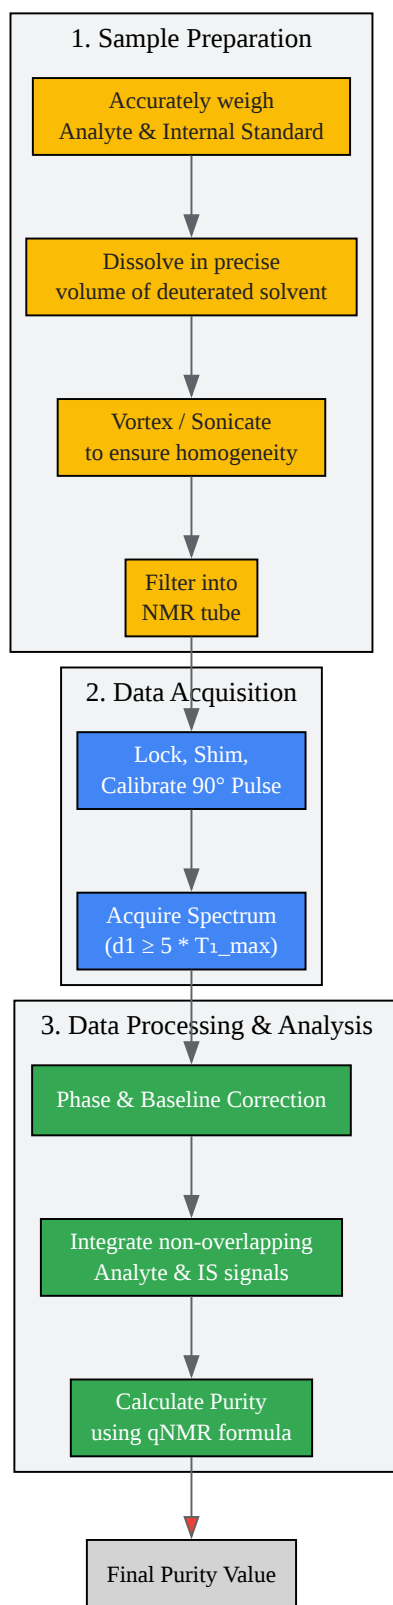 1. Sample Preparation
Accurately weigh
Analyte & Internal Standard
Dissolve in precise
volume of deuterated solvent
Vortex / Sonicate
to ensure homogeneity
Filter into
NMR tube
2. Data Acquisition
Lock, Shim,
Calibrate 90° Pulse
Acquire Spectrum
(d1 ≥ 5 * T₁_max)
3. Data Processing & Analysis
Phase & Baseline Correction
Integrate non-overlapping
Analyte & IS signals
Calculate Purity
using qNMR formula
Final Purity Value